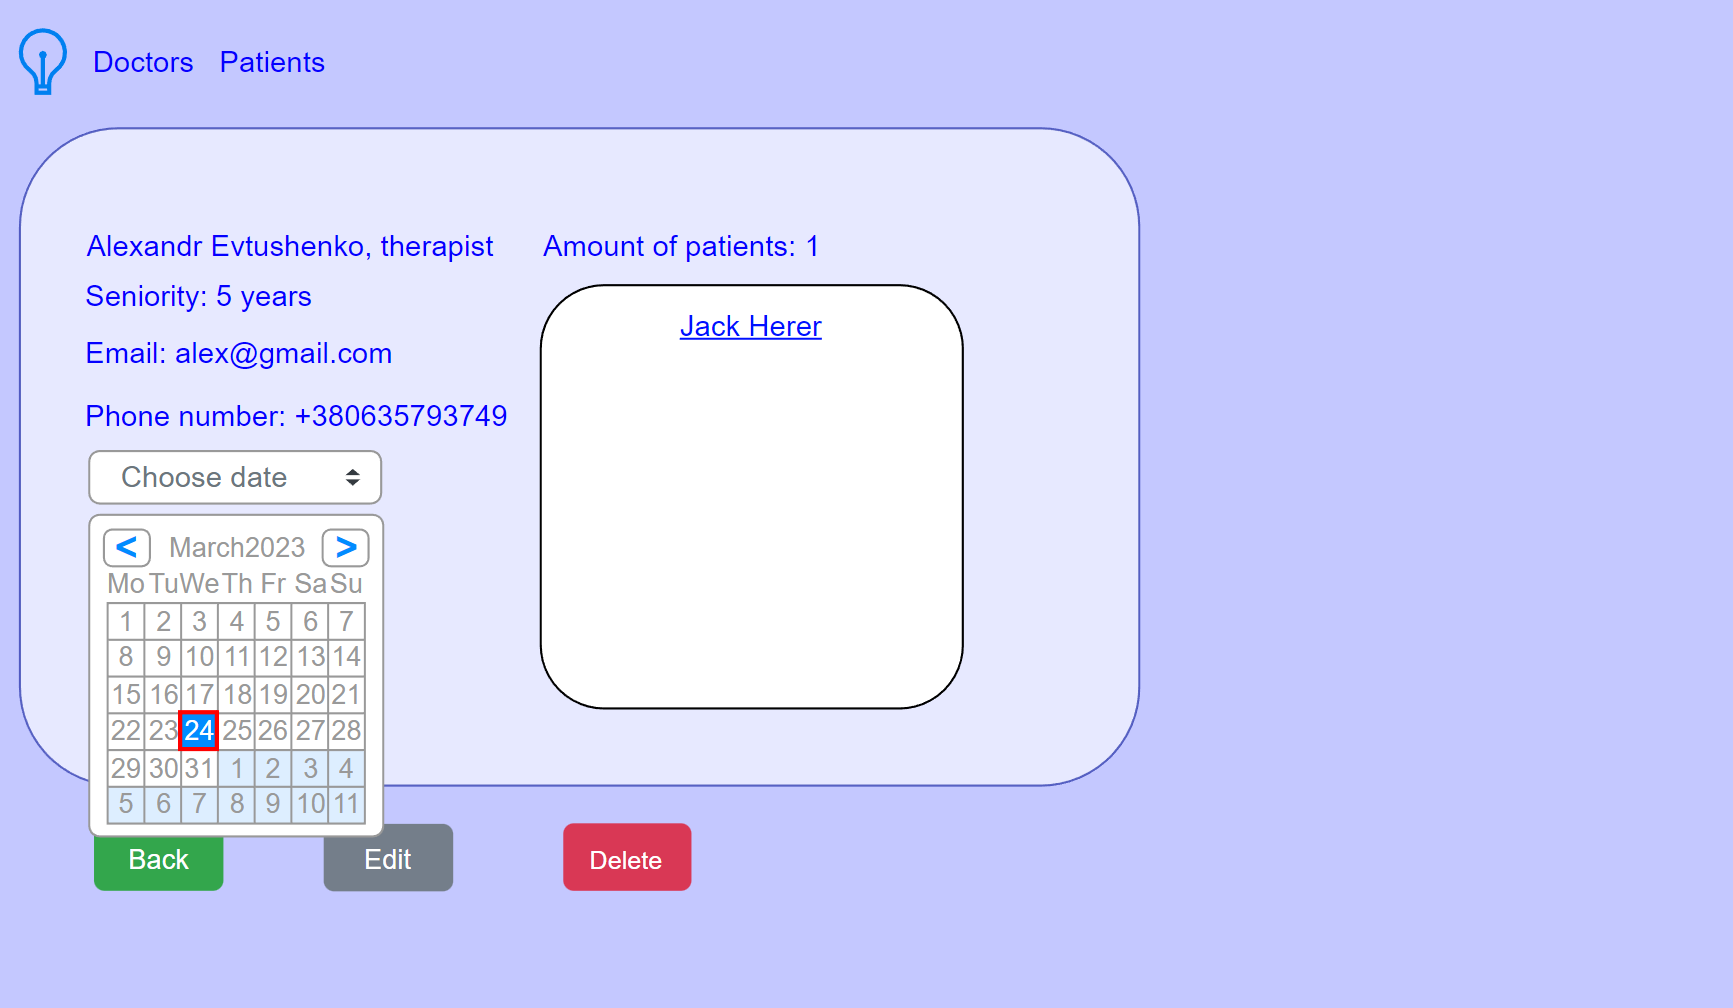 Doctors Patients
Alexandr Evtushenko, therapist
Seniority: 5 years
Email: alex@gmail.com
Phone number: +380635793749
Choose date
< March2023 >
Mo Tu We Th Fr Sa Su
1 2 3 4 5 6 7
8 9 10 11 12 13 14
15 16 17 18 19 20 21
22 23 24 25 26 27 28
29 30 31 1 2 3 4
5 6 7 8 9 10 11
Amount of patients: 1
Jack Herer
Back Edit Delete